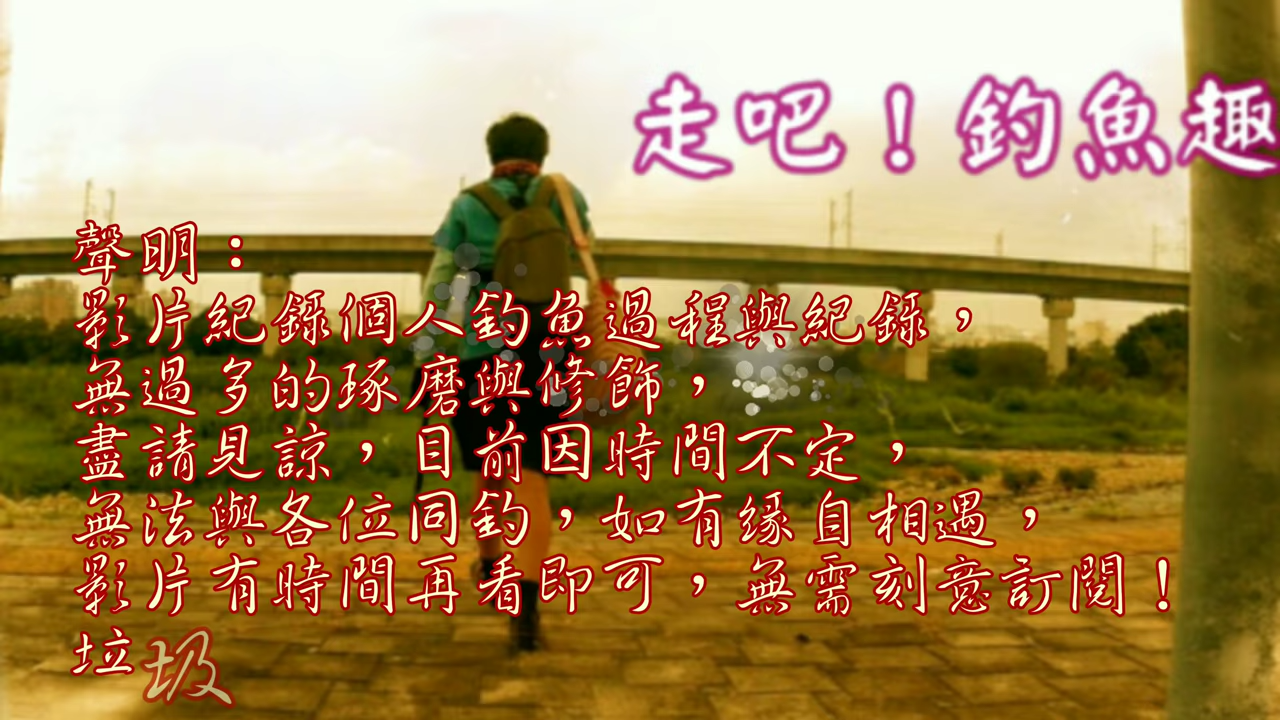 走吧！釣魚趣
聲明：
影片紀錄個人釣魚過程與紀錄，
無過多的琢磨與修飾，
盡請見諒，目前因時間不定，
無法與各位同釣，如有緣自相遇，
影片有時間再看即可，無需刻意訂閱！
垃圾